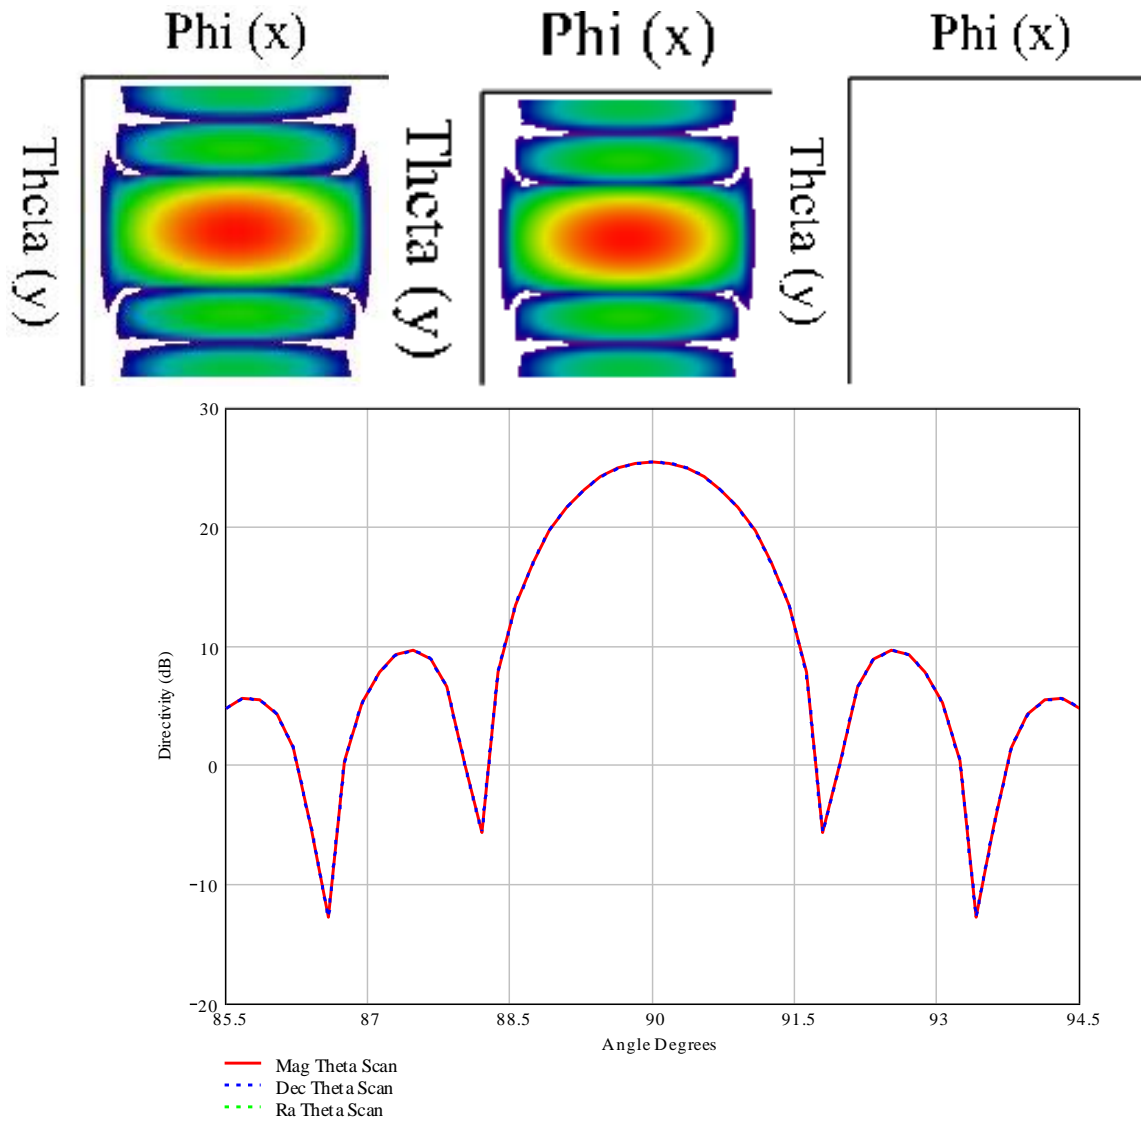 Phi (x)
Phi (x)
Phi (x)
Theta (y)
Theta (y)
Theta (y)
30
20
10
0
−10
−20
Directivity (dB)
85.5
87
88.5
90
91.5
93
94.5
Angle Degrees
Mag Theta Scan
Dec Theta Scan
Ra Theta Scan